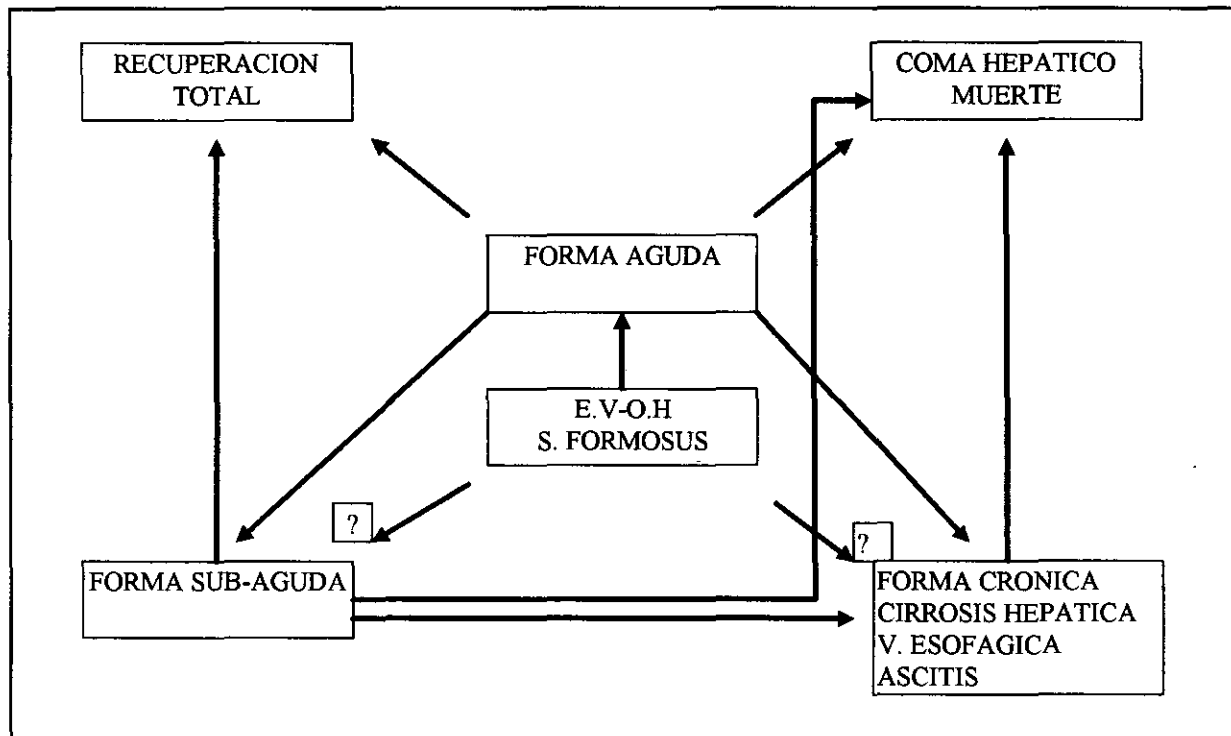 RECUPERACION
TOTAL
COMA HEPATICO
MUERTE
FORMA AGUDA
E.V-O.H
S. FORMOSUS
?
?
FORMA SUB-AGUDA
FORMA CRONICA
CIRROSIS HEPATICA
V. ESOFAGICA
ASCITIS